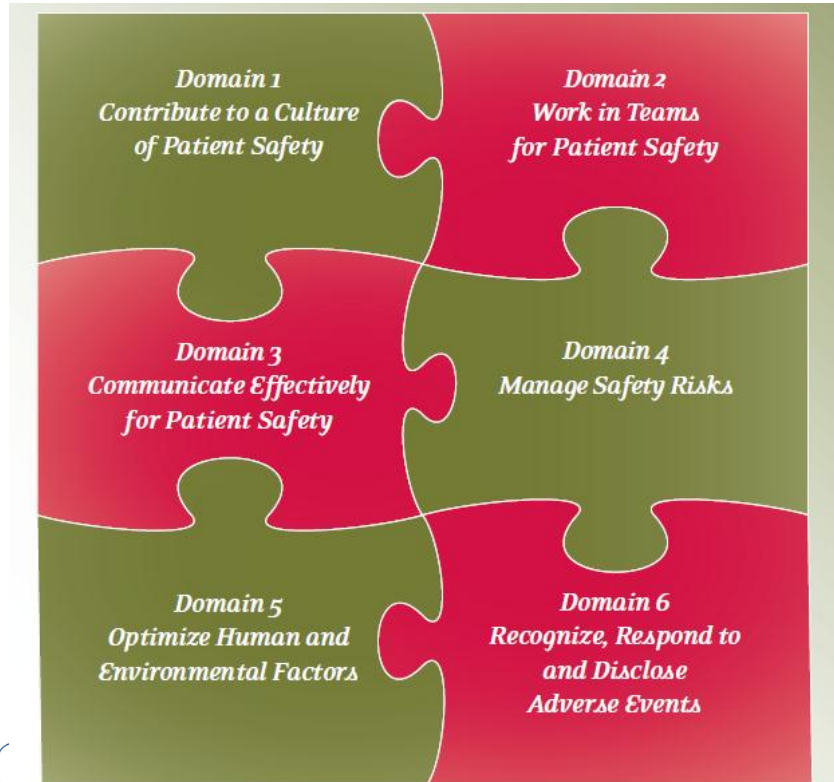 Domain 1
Contribute to a Culture
of Patient Safety
Domain 2
Work in Teams
for Patient Safety
Domain 3
Communicate Effectively
for Patient Safety
Domain 4
Manage Safety Risks
Domain 5
Optimize Human and
Environmental Factors
Domain 6
Recognize, Respond to
and Disclose
Adverse Events